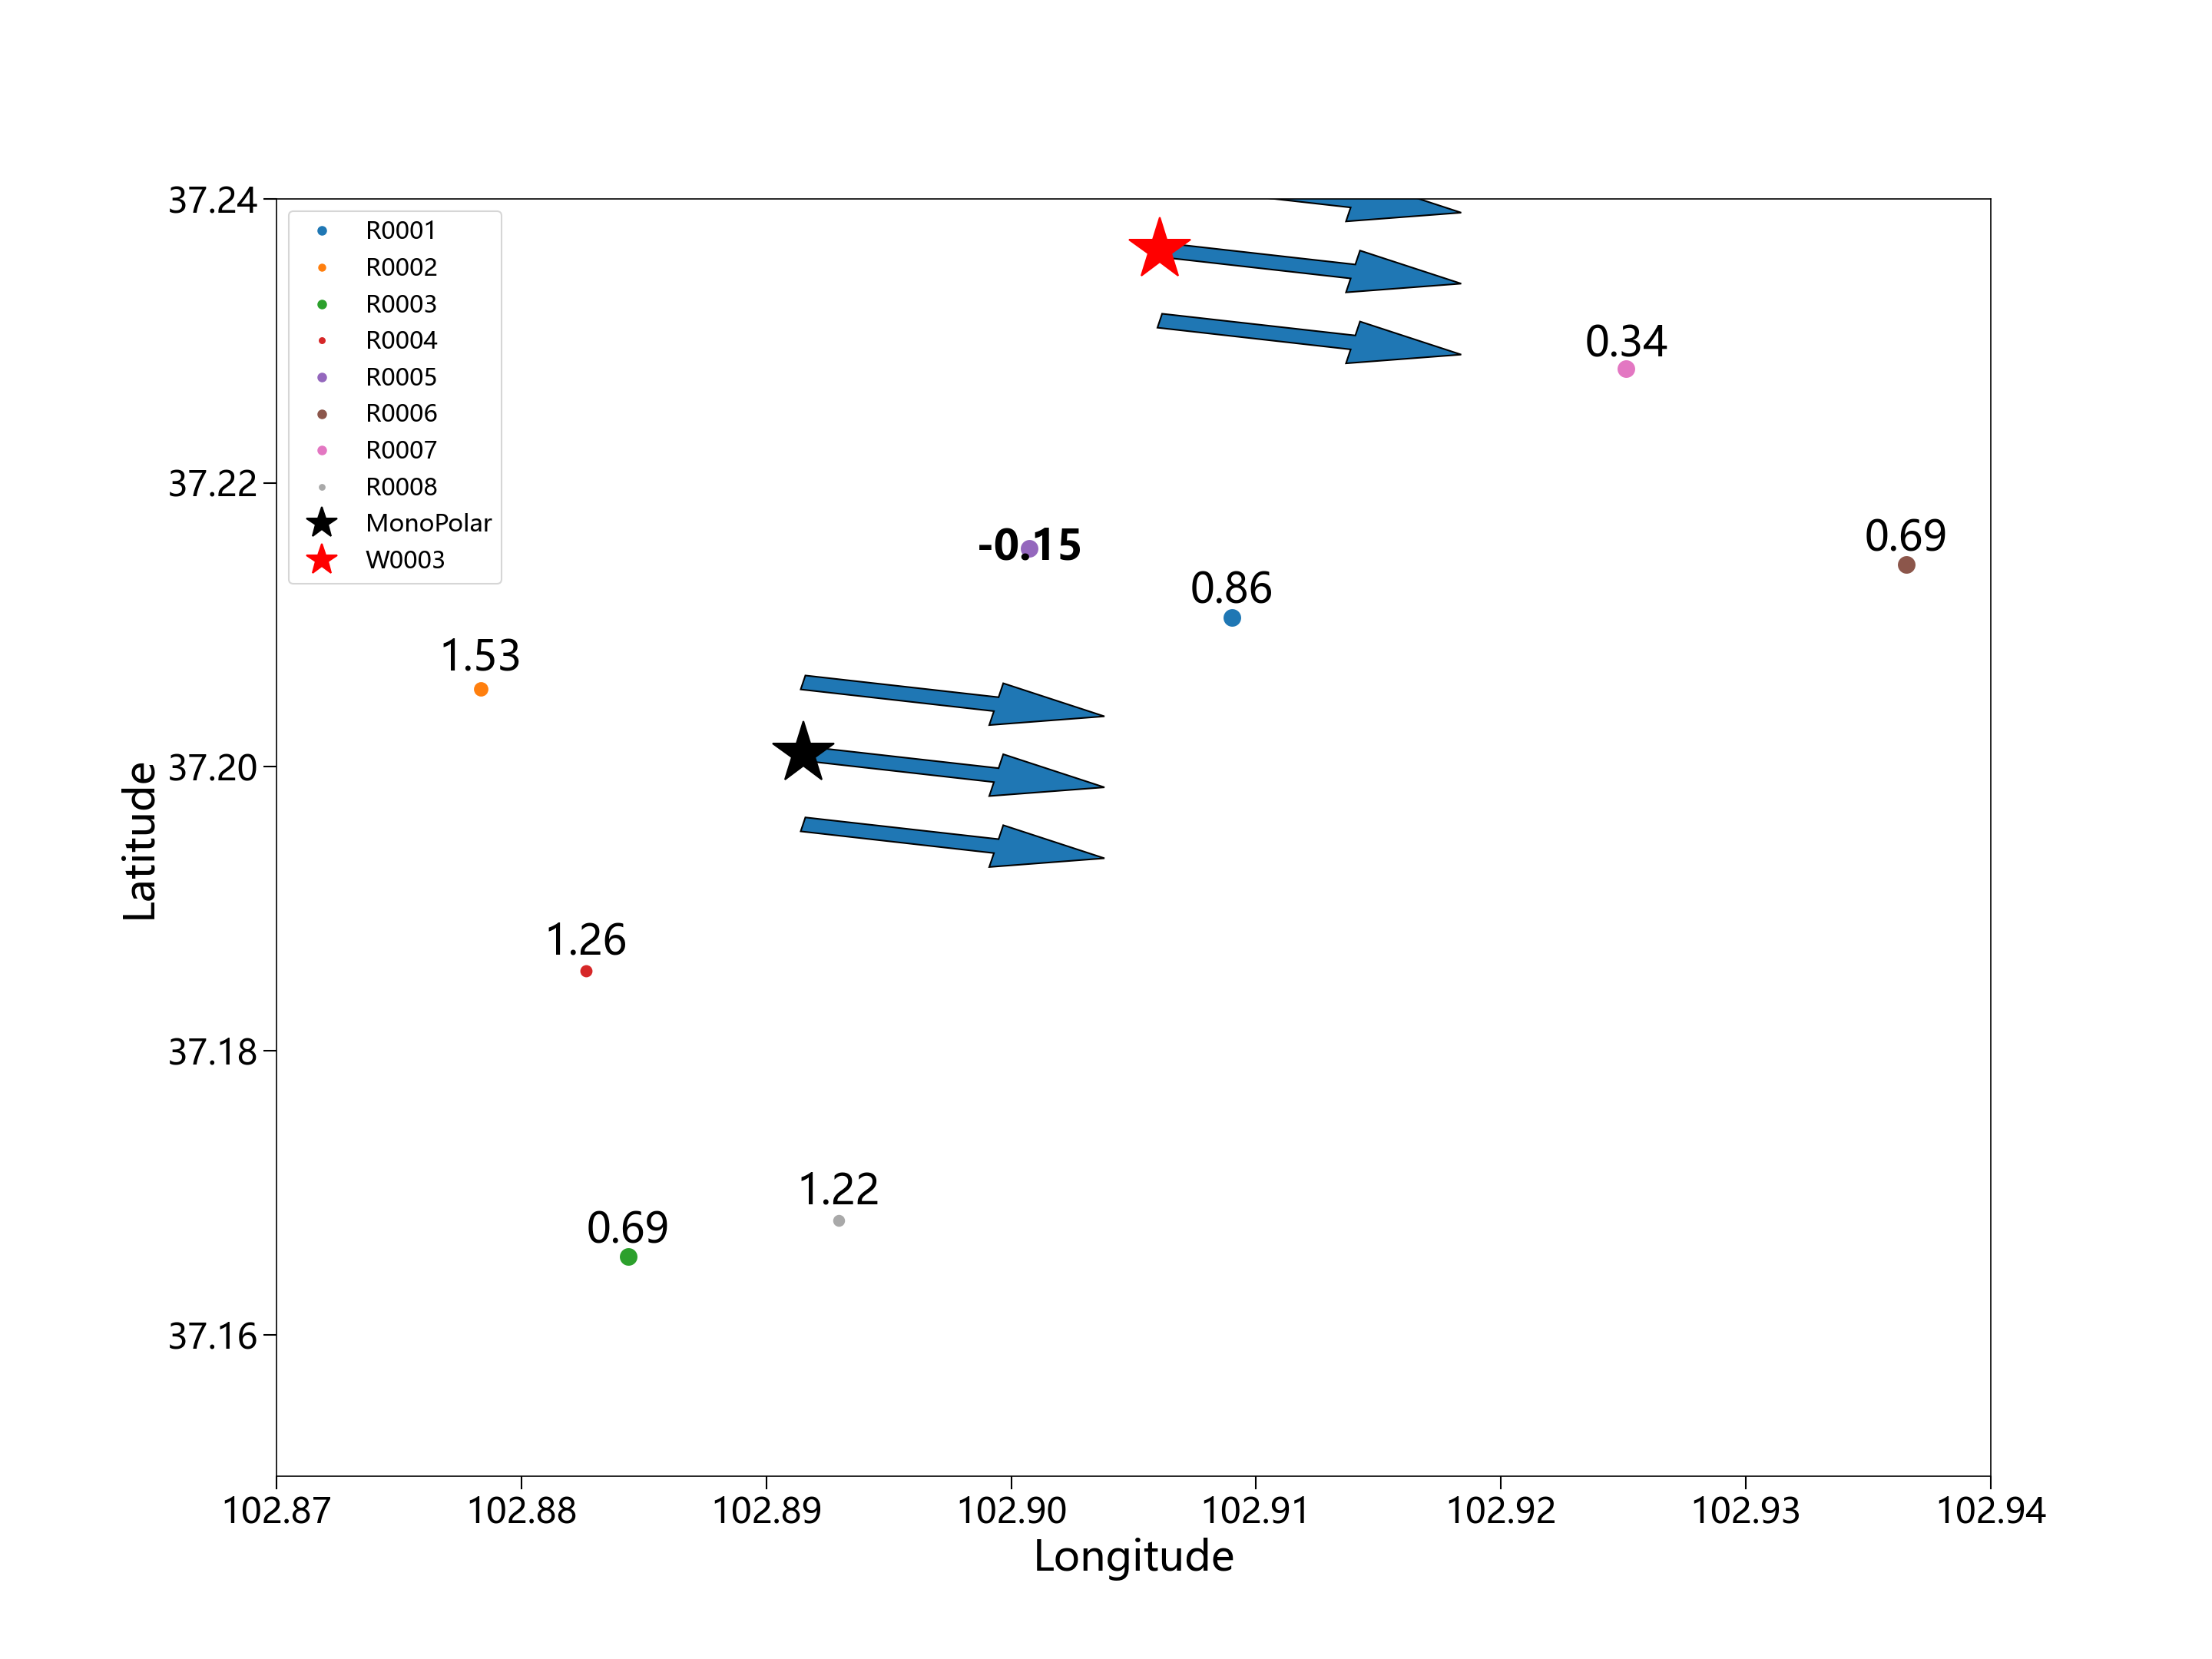 37.24
37.22
37.20
37.18
37.16
Latitude
R0001
R0002
R0003
R0004
R0005
R0006
R0007
R0008
MonoPolar
W0003
0.34
-0.15
0.69
0.86
1.53
1.26
1.22
0.69
102.87 102.88 102.89 102.90 102.91 102.92 102.93 102.94
Longitude